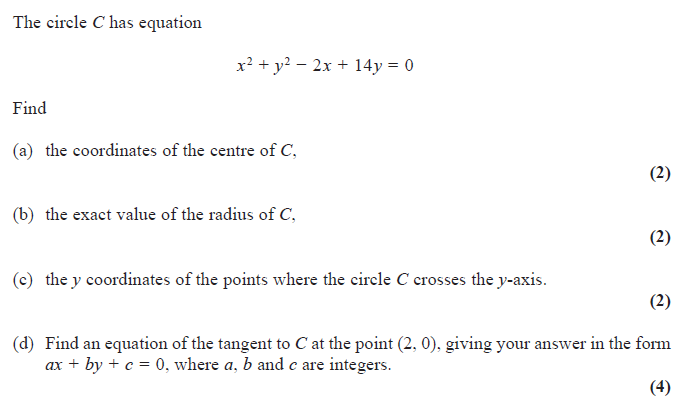 The circle C has equation
x² + y² − 2x + 14y = 0
Find
(a) the coordinates of the centre of C,
(2)
(b) the exact value of the radius of C,
(2)
(c) the y coordinates of the points where the circle C crosses the y-axis.
(2)
(d) Find an equation of the tangent to C at the point (2, 0), giving your answer in the form
ax + by + c = 0, where a, b and c are integers.
(4)